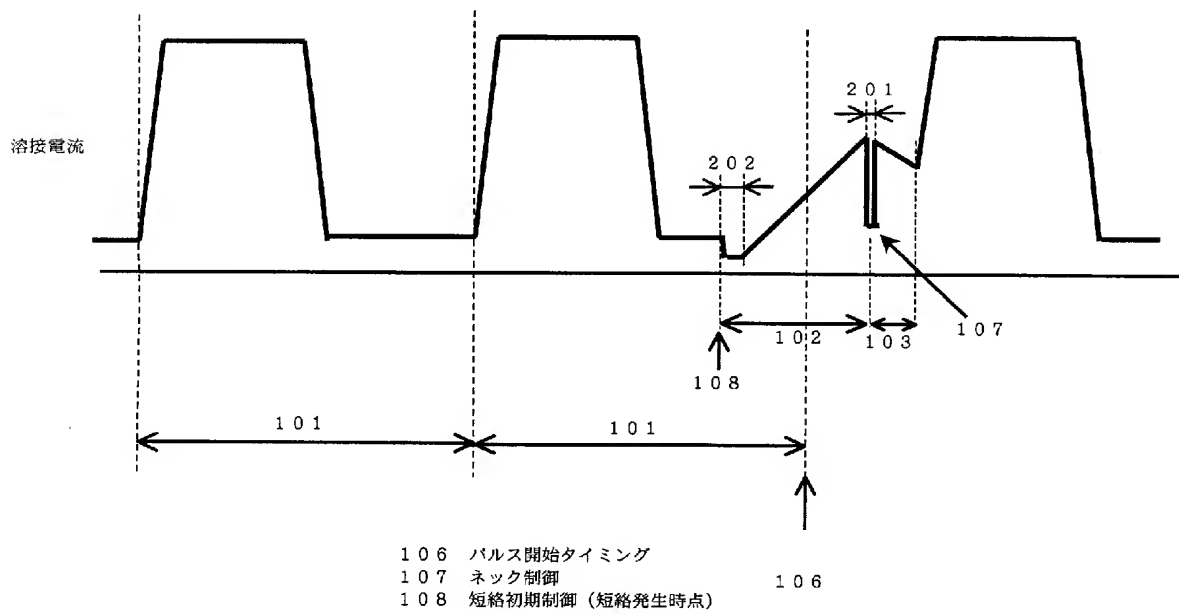 ２０１
溶接電流
２０２
１０２
１０３
１０７
１０８
１０１
１０１
１０６　パルス開始タイミング
１０７　ネック制御
１０６
１０８　短絡初期制御（短絡発生時点）